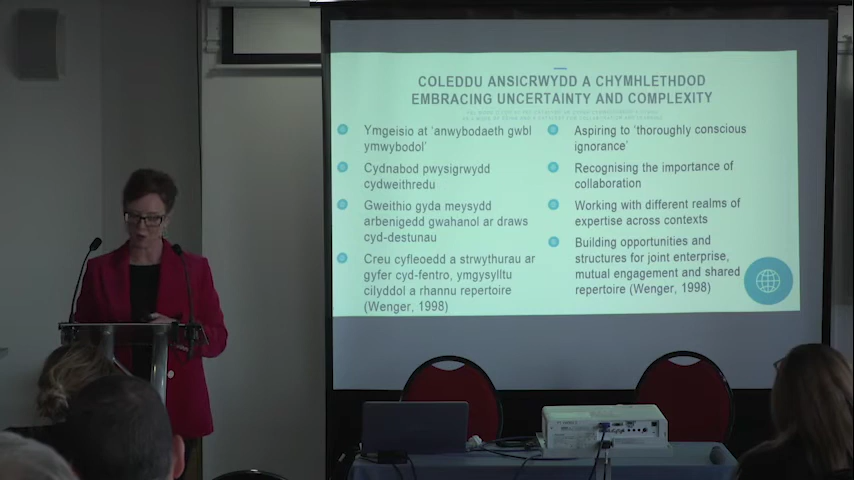 COLEDDU ANSICRWYDD A CHYMHLETHDOD
EMBRACING UNCERTAINTY AND COMPLEXITY
Ymgeisio at ‘anwybodaeth gwbl
ymwybodol’
Cydnabod pwysigrwydd
cydweithredu
Gweithio gyda meysydd
arbenigedd gwahanol ar draws
cyd-destunau
Creu cyfleoedd a strwythurau ar
gyfer cyd-fentro, ymgysylltu
cilyddol a rhannu repertoire
(Wenger, 1998)
Aspiring to ‘thoroughly conscious
ignorance’
Recognising the importance of
collaboration
Working with different realms of
expertise across contexts
Building opportunities and
structures for joint enterprise,
mutual engagement and shared
repertoire (Wenger, 1998)